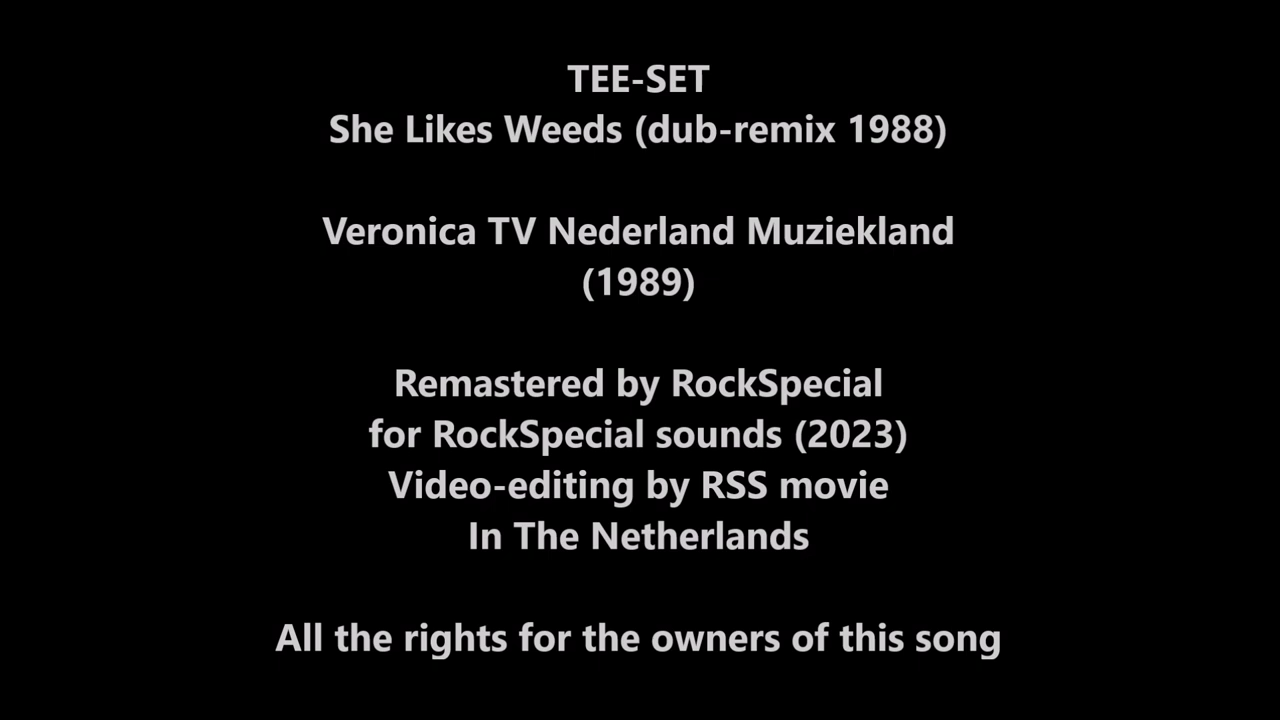 TEE-SET
She Likes Weeds (dub-remix 1988)
Veronica TV Nederland Muziekland
(1989)
Remastered by RockSpecial
for RockSpecial sounds (2023)
Video-editing by RSS movie
In The Netherlands
All the rights for the owners of this song